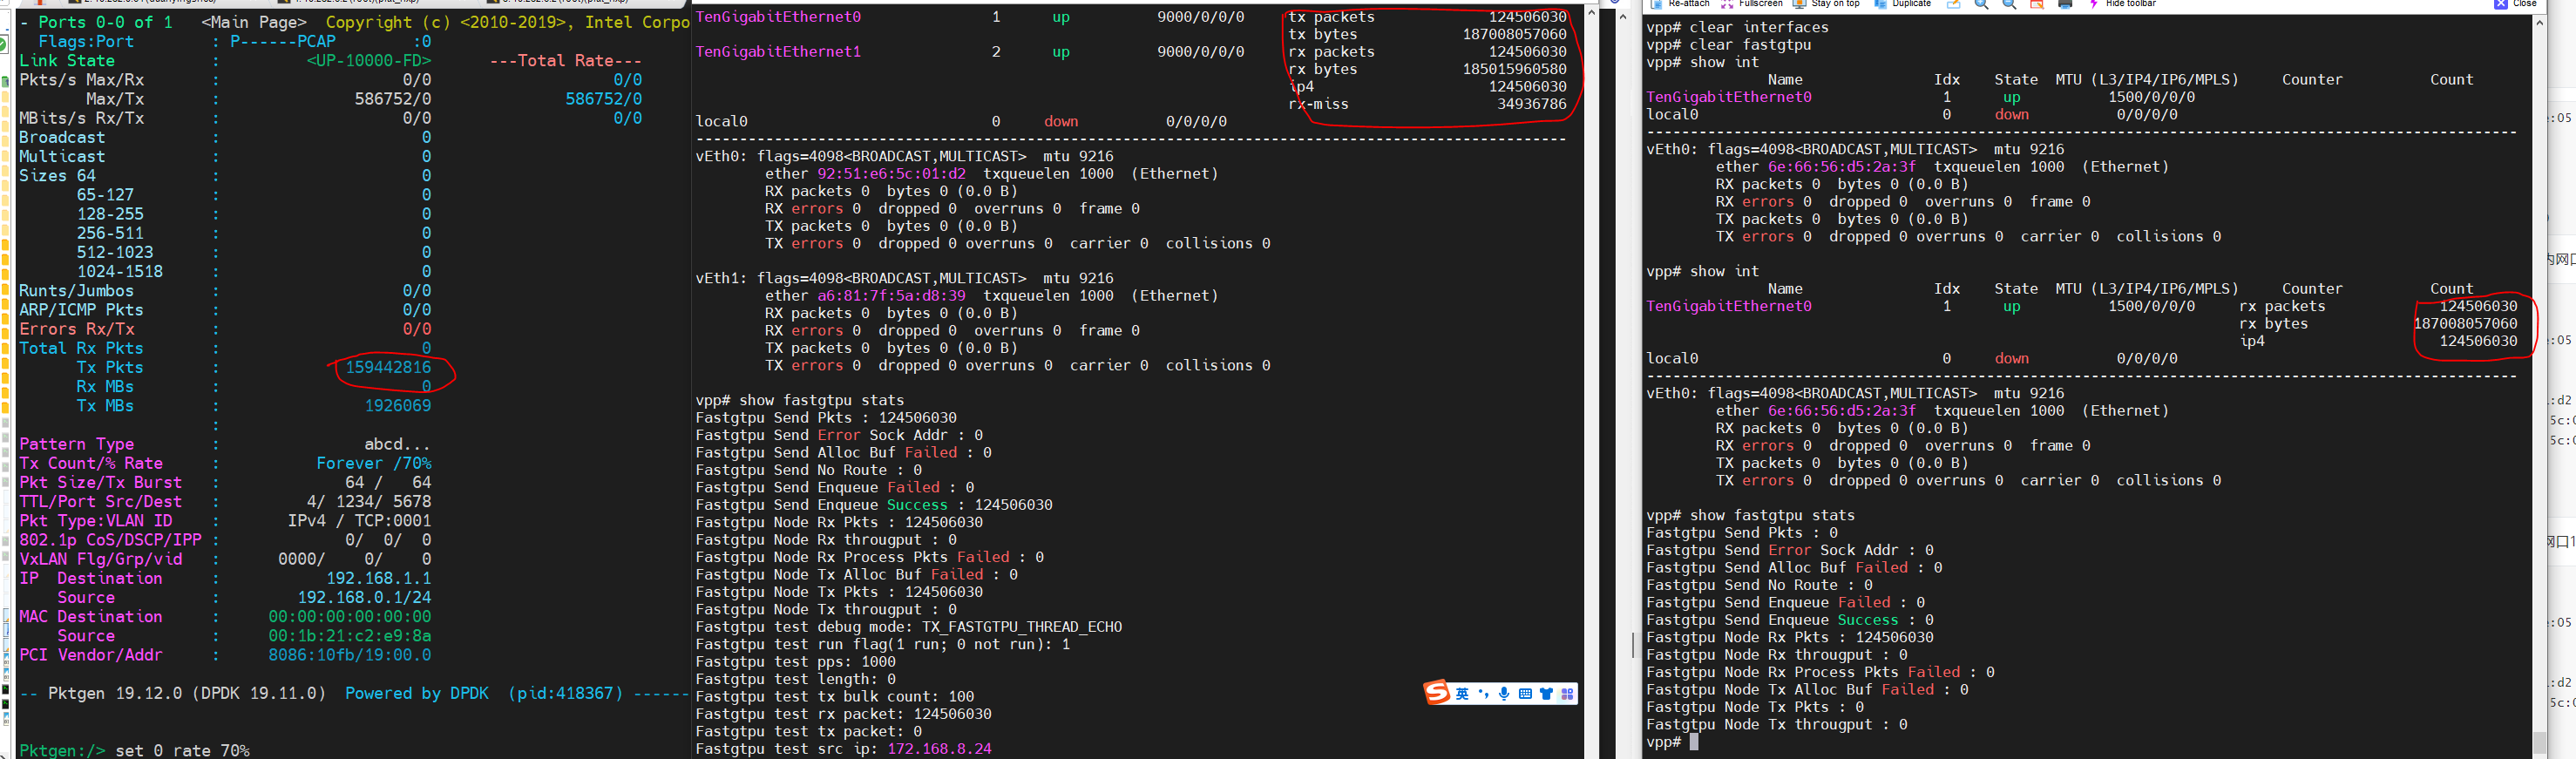 - Ports 0-0 of 1   <Main Page>  Copyright (c) <2010-2019>, Intel Corpo
  Flags:Port        : P------PCAP        :0
Link State          :         <UP-10000-FD>      ---Total Rate---
Pkts/s Max/Rx       :                   0/0                   0/0
       Max/Tx       :              586752/0              586752/0
MBits/s Rx/Tx       :                   0/0                   0/0
Broadcast           :                     0
Multicast           :                     0
Sizes 64            :                     0
      65-127        :                     0
      128-255       :                     0
      256-511       :                     0
      512-1023      :                     0
      1024-1518     :                     0
Runts/Jumbos        :                   0/0
ARP/ICMP Pkts       :                   0/0
Errors Rx/Tx        :                   0/0
Total Rx Pkts       :                     0
      Tx Pkts       :             159442816
      Rx MBs        :                     0
      Tx MBs        :               1926069
                    :
Pattern Type        :               abcd...
Tx Count/% Rate     :         Forever /70%
Pkt Size/Tx Burst   :            64 /   64
TTL/Port Src/Dest   :        4/ 1234/ 5678
Pkt Type:VLAN ID    :      IPv4 / TCP:0001
802.1p CoS/DSCP/IPP :            0/  0/  0
VxLAN Flg/Grp/vid   :     0000/    0/    0
IP  Destination     :           192.168.1.1
    Source          :        192.168.0.1/24
MAC Destination     :     00:00:00:00:00:00
    Source          :     00:1b:21:c2:e9:8a
PCI Vendor/Addr     :     8086:10fb/19:00.0
-- Pktgen 19.12.0 (DPDK 19.11.0)  Powered by DPDK  (pid:418367) ------
Pktgen:/> set 0 rate 70%
TenGigabitEthernet0               1      up          9000/0/0/0     tx packets             124506030
tx bytes           187008057060
TenGigabitEthernet1               2      up          9000/0/0/0     rx packets             124506030
rx bytes           185015960580
ip4                   124506030
rx-miss                34936786
local0                            0     down          0/0/0/0
----------------------------------------------------------------------------------------------------
vEth0: flags=4098<BROADCAST,MULTICAST>  mtu 9216
        ether 92:51:e6:5c:01:d2  txqueuelen 1000  (Ethernet)
        RX packets 0  bytes 0 (0.0 B)
        RX errors 0  dropped 0  overruns 0  frame 0
        TX packets 0  bytes 0 (0.0 B)
        TX errors 0  dropped 0 overruns 0  carrier 0  collisions 0
vEth1: flags=4098<BROADCAST,MULTICAST>  mtu 9216
        ether a6:81:7f:5a:d8:39  txqueuelen 1000  (Ethernet)
        RX packets 0  bytes 0 (0.0 B)
        RX errors 0  dropped 0  overruns 0  frame 0
        TX packets 0  bytes 0 (0.0 B)
        TX errors 0  dropped 0 overruns 0  carrier 0  collisions 0
vpp# show fastgtpu stats
Fastgtpu Send Pkts : 124506030
Fastgtpu Send Error Sock Addr : 0
Fastgtpu Send Alloc Buf Failed : 0
Fastgtpu Send No Route : 0
Fastgtpu Send Enqueue Failed : 0
Fastgtpu Send Enqueue Success : 124506030
Fastgtpu Node Rx Pkts : 124506030
Fastgtpu Node Rx througput : 0
Fastgtpu Node Rx Process Pkts Failed : 0
Fastgtpu Node Tx Alloc Buf Failed : 0
Fastgtpu Node Tx Pkts : 124506030
Fastgtpu Node Tx througput : 0
Fastgtpu test debug mode: TX_FASTGTPU_THREAD_ECHO
Fastgtpu test run flag(1 run; 0 not run): 1
Fastgtpu test pps: 1000
Fastgtpu test length: 0
Fastgtpu test tx bulk count: 100
Fastgtpu test rx packet: 124506030
Fastgtpu test tx packet: 0
Fastgtpu test src ip: 172.168.8.24
英
Re-attach  Fullscreen  Stay on top  Duplicate  Hide toolbar  Close
vpp# clear interfaces
vpp# clear fastgtpu
vpp# show int
              Name               Idx    State  MTU (L3/IP4/IP6/MPLS)     Counter          Count
TenGigabitEthernet0               1      up          1500/0/0/0
local0                            0     down          0/0/0/0
----------------------------------------------------------------------------------------------------
vEth0: flags=4098<BROADCAST,MULTICAST>  mtu 9216
        ether 6e:66:56:d5:2a:3f  txqueuelen 1000  (Ethernet)
        RX packets 0  bytes 0 (0.0 B)
        RX errors 0  dropped 0  overruns 0  frame 0
        TX packets 0  bytes 0 (0.0 B)
        TX errors 0  dropped 0 overruns 0  carrier 0  collisions 0
vpp# show int
              Name               Idx    State  MTU (L3/IP4/IP6/MPLS)     Counter          Count
TenGigabitEthernet0               1      up          1500/0/0/0     rx packets             124506030
rx bytes           187008057060
ip4                   124506030
local0                            0     down          0/0/0/0
----------------------------------------------------------------------------------------------------
vEth0: flags=4098<BROADCAST,MULTICAST>  mtu 9216
        ether 6e:66:56:d5:2a:3f  txqueuelen 1000  (Ethernet)
        RX packets 0  bytes 0 (0.0 B)
        RX errors 0  dropped 0  overruns 0  frame 0
        TX packets 0  bytes 0 (0.0 B)
        TX errors 0  dropped 0 overruns 0  carrier 0  collisions 0
vpp# show fastgtpu stats
Fastgtpu Send Pkts : 0
Fastgtpu Send Error Sock Addr : 0
Fastgtpu Send Alloc Buf Failed : 0
Fastgtpu Send No Route : 0
Fastgtpu Send Enqueue Failed : 0
Fastgtpu Send Enqueue Success : 0
Fastgtpu Node Rx Pkts : 124506030
Fastgtpu Node Rx througput : 0
Fastgtpu Node Rx Process Pkts Failed : 0
Fastgtpu Node Tx Alloc Buf Failed : 0
Fastgtpu Node Tx Pkts : 0
Fastgtpu Node Tx througput : 0
vpp#